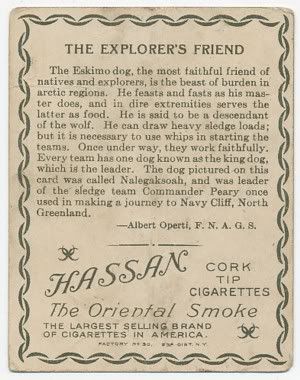 THE EXPLORER'S FRIEND
The Eskimo dog, the most faithful friend of
natives and explorers, is the beast of burden in
arctic regions. He feasts and fasts as his mas-
ter does, and in dire extremities serves the
latter as food. He is said to be a descendant
of the wolf. He can draw heavy sledge loads;
but it is necessary to use whips in starting the
teams. Once under way, they work faithfully.
Every team has one dog known as the king dog,
which is the leader. The dog pictured on this
card was called Nalegaksoah, and was leader
of the sledge team Commander Peary once
used in making a journey to Navy Cliff, North
Greenland.
—Albert Operti, F. N. A. G. S.
HASSAN
CORK
TIP
CIGARETTES
The Oriental Smoke
THE LARGEST SELLING BRAND
OF CIGARETTES IN AMERICA.
FACTORY Nº 30. 2ND DIST. N.Y.